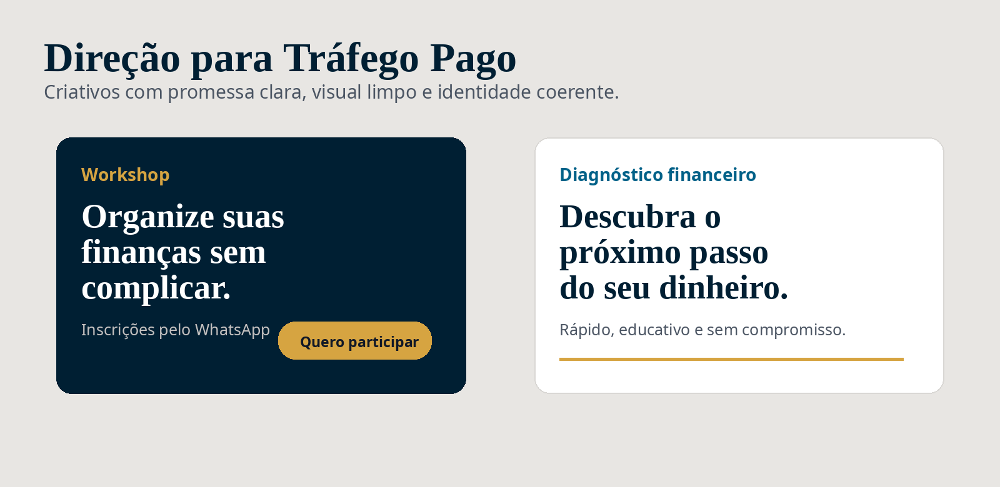 Direção para Tráfego Pago
Criativos com promessa clara, visual limpo e identidade coerente.
Workshop
Organize suas
finanças sem
complicar.
Inscrições pelo WhatsApp
Quero participar
Diagnóstico financeiro
Descubra o
próximo passo
do seu dinheiro.
Rápido, educativo e sem compromisso.